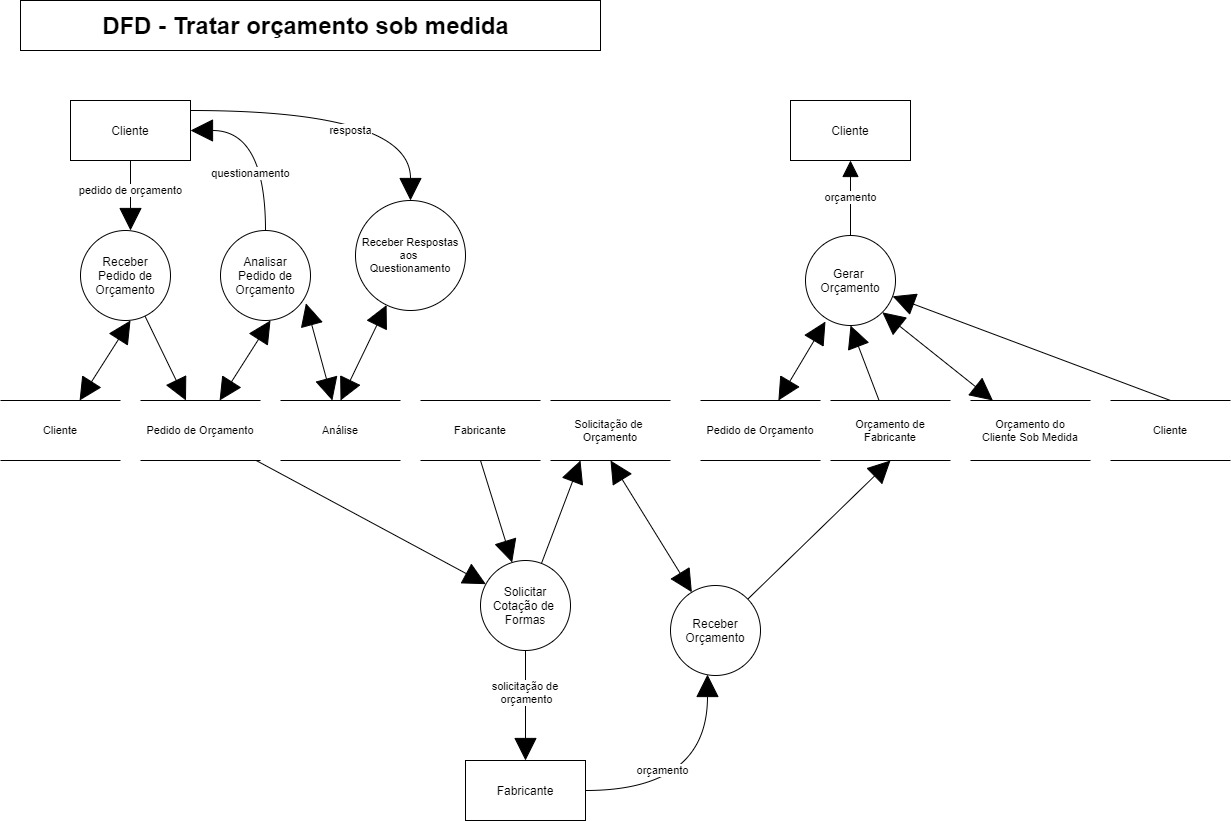 DFD - Tratar orçamento sob medida
Cliente
Cliente
resposta
questionamento
pedido de orçamento
orçamento
Receber
Pedido de
Orçamento
Analisar
Pedido de
Orçamento
Receber Respostas
aos
Questionamento
Gerar
Orçamento
Cliente
Pedido de Orçamento
Análise
Fabricante
Solicitação de
Orçamento
Pedido de Orçamento
Orçamento de
Fabricante
Orçamento do
Cliente Sob Medida
Cliente
Solicitar
Cotação de
Formas
Receber
Orçamento
solicitação de
orçamento
orçamento
Fabricante